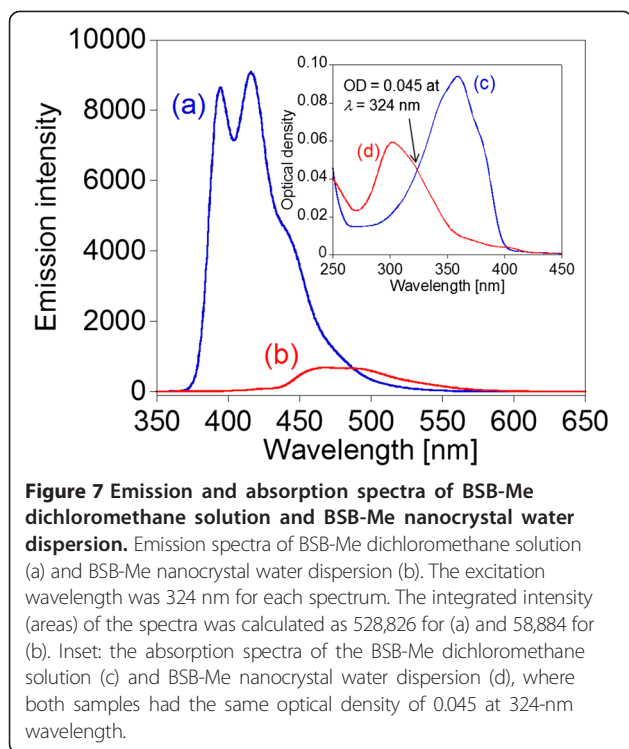 10000
8000
6000
4000
2000
0
Emission intensity
350 400 450 500 550 600 650
Wavelength [nm]
(a)
(b)
0.10
0.08
0.06
0.04
0.02
0
Optical density
250 300 350 400 450
Wavelength [nm]
OD = 0.045 at
λ = 324 nm
(c)
(d)
Figure 7 Emission and absorption spectra of BSB-Me
dichloromethane solution and BSB-Me nanocrystal water
dispersion. Emission spectra of BSB-Me dichloromethane solution
(a) and BSB-Me nanocrystal water dispersion (b). The excitation
wavelength was 324 nm for each spectrum. The integrated intensity
(areas) of the spectra was calculated as 528,826 for (a) and 58,884 for
(b). Inset: the absorption spectra of the BSB-Me dichloromethane
solution (c) and BSB-Me nanocrystal water dispersion (d), where
both samples had the same optical density of 0.045 at 324-nm
wavelength.